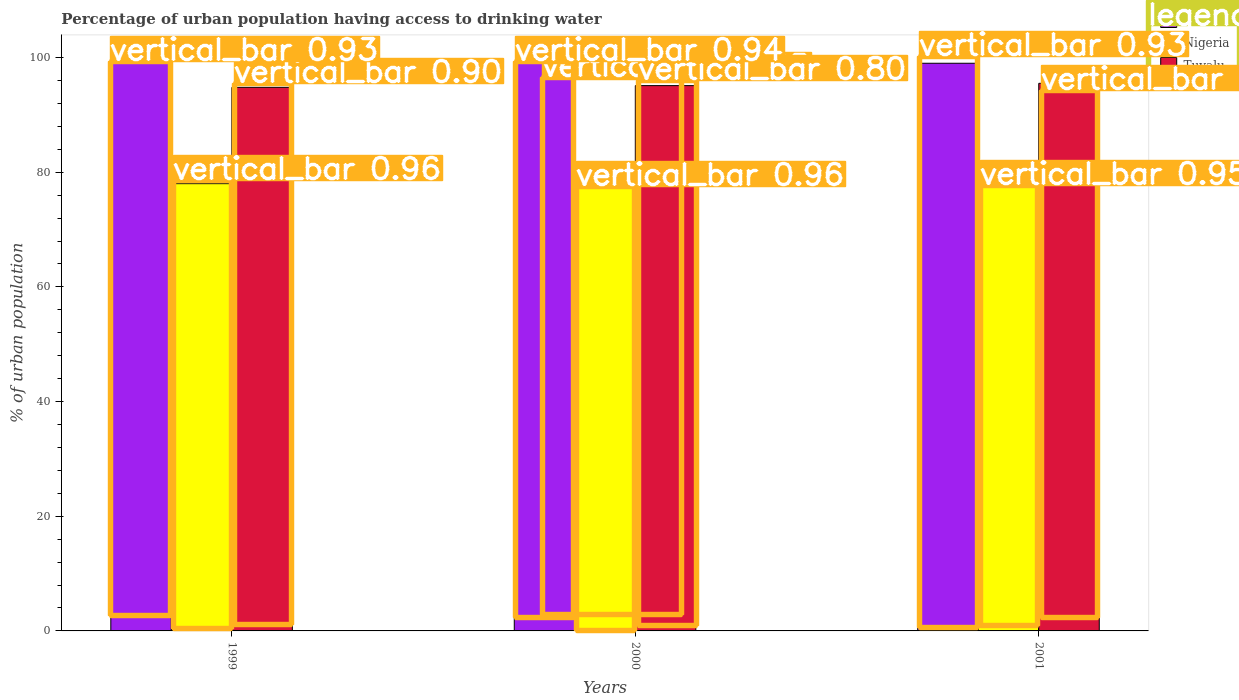 Percentage of urban population having access to drinking water
legend
Nigeria
Tuvalu
vertical_bar 0.93
vertical_bar 0.94
vertical_bar 0.93
vertical_bar 0.90
vertical_bar 0.80
vertical_bar
vertical_bar 0.96
vertical_bar 0.96
vertical_bar 0.95
100
80
60
40
20
0
% of urban population
1999
2000
2001
Years